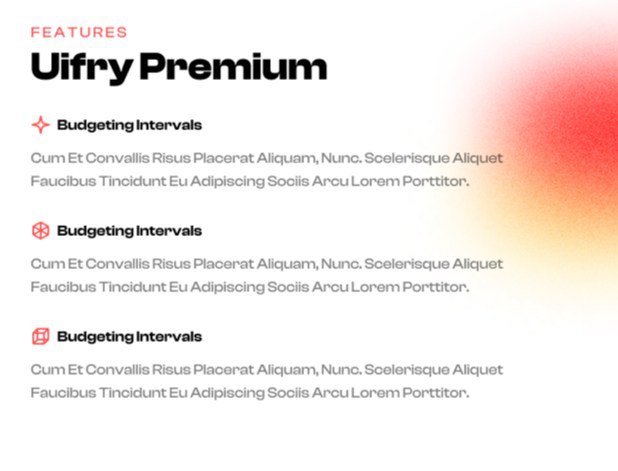 FEATURES
Uifry Premium
Budgeting Intervals
Cum Et Convallis Risus Placerat Aliquam, Nunc. Scelerisque Aliquet
Faucibus Tincidunt Eu Adipiscing Sociis Arcu Lorem Porttitor.
Budgeting Intervals
Cum Et Convallis Risus Placerat Aliquam, Nunc. Scelerisque Aliquet
Faucibus Tincidunt Eu Adipiscing Sociis Arcu Lorem Porttitor.
Budgeting Intervals
Cum Et Convallis Risus Placerat Aliquam, Nunc. Scelerisque Aliquet
Faucibus Tincidunt Eu Adipiscing Sociis Arcu Lorem Porttitor.